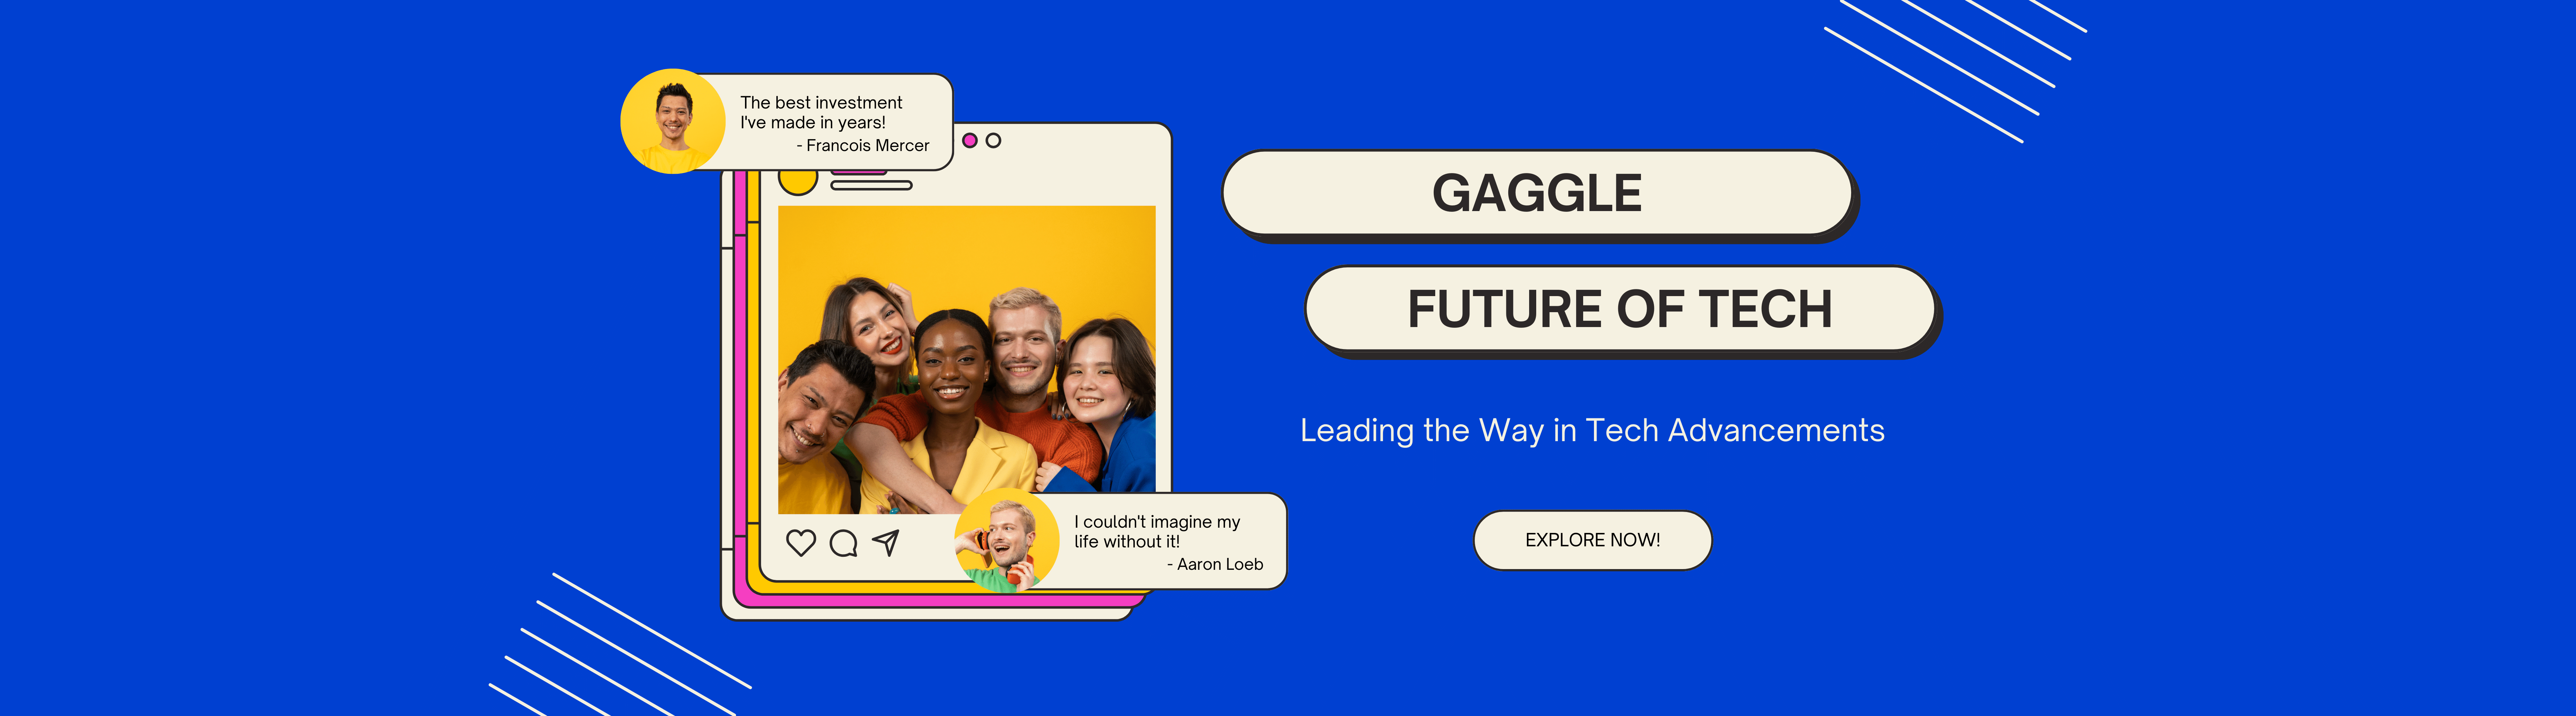 The best investment
I've made in years!
- Francois Mercer
GAGGLE
FUTURE OF TECH
Leading the Way in Tech Advancements
I couldn't imagine my
life without it!
- Aaron Loeb
EXPLORE NOW!